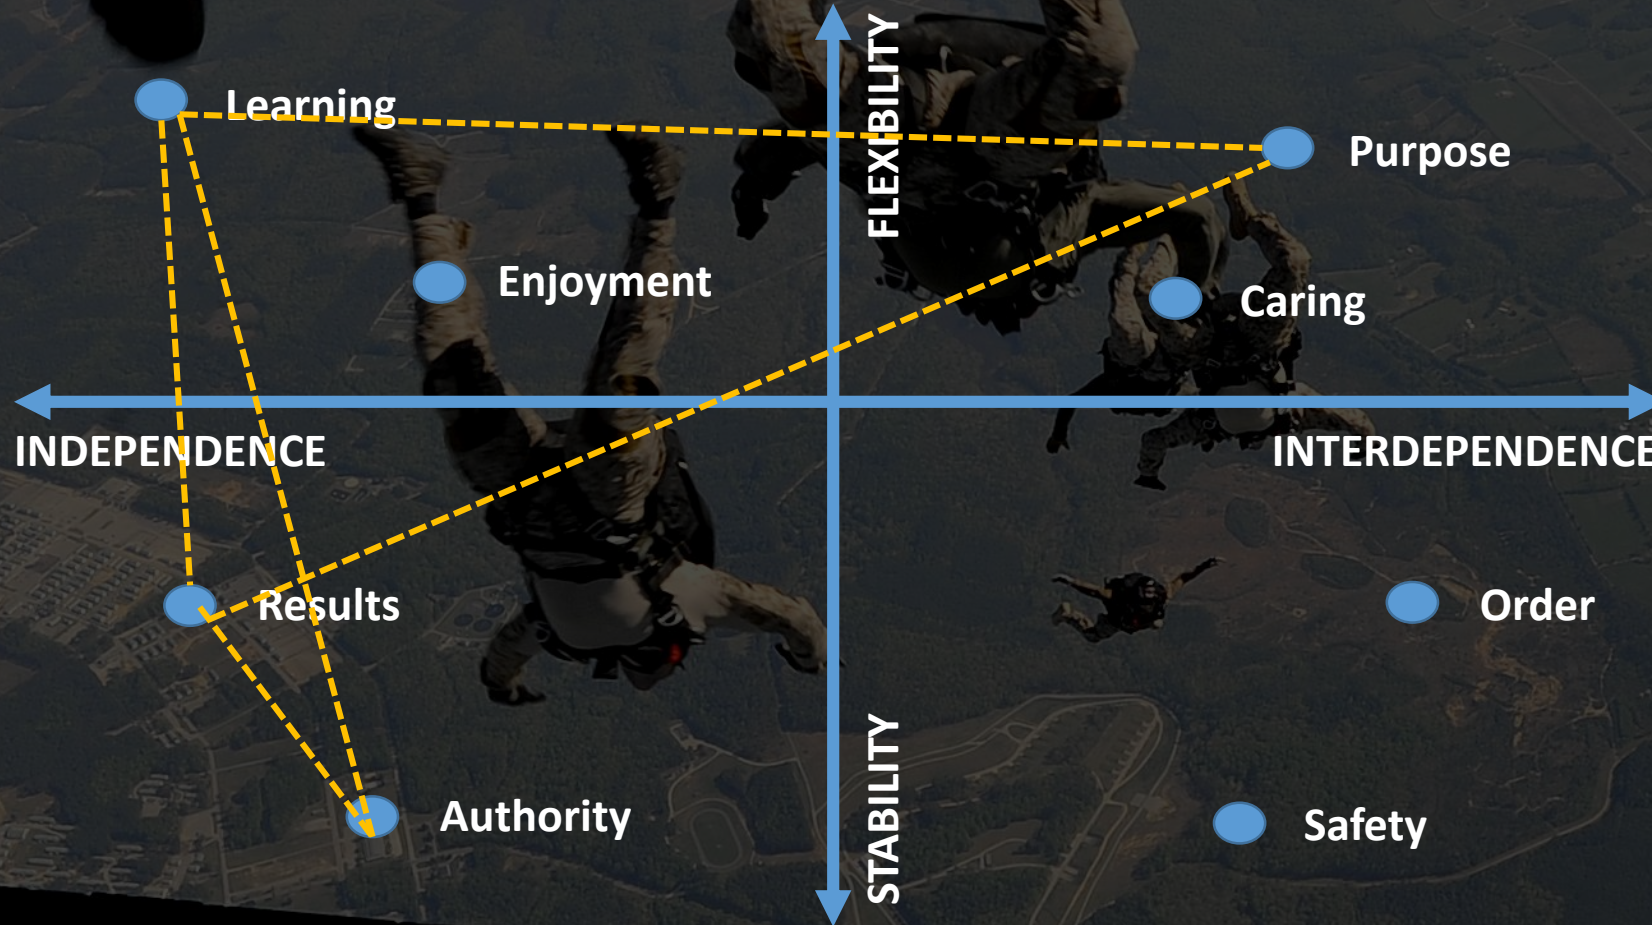 FLEXIBILITY
Learning
Purpose
Enjoyment
Caring
INDEPENDENCE
INTERDEPENDENCE
Results
Order
Authority
Safety
STABILITY